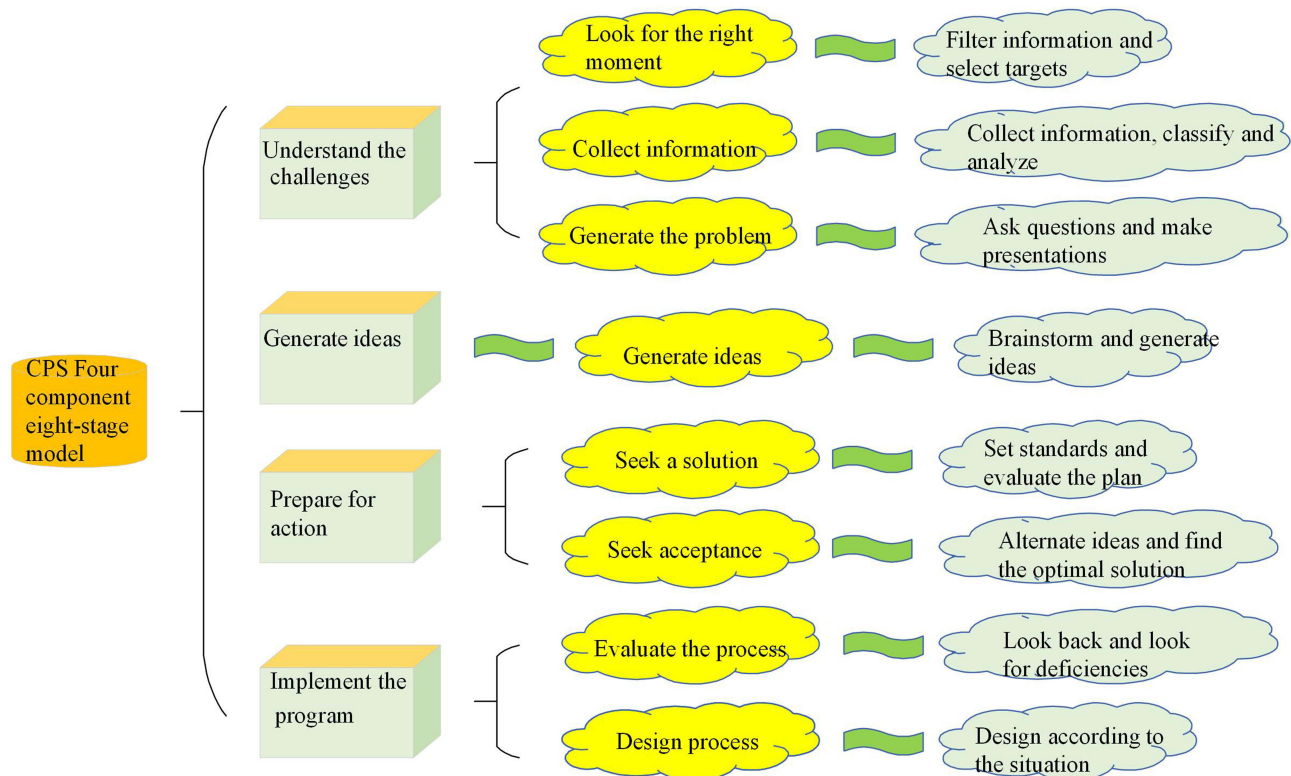 CPS Four
component
eight-stage
model
Understand the
challenges
Look for the right
moment
Filter information and
select targets
Collect information
Collect information, classify and
analyze
Generate the problem
Ask questions and make
presentations
Generate ideas
Generate ideas
Brainstorm and generate
ideas
Prepare for
action
Seek a solution
Set standards and
evaluate the plan
Seek acceptance
Alternate ideas and find
the optimal solution
Implement the
program
Evaluate the process
Look back and look
for deficiencies
Design process
Design according to
the situation